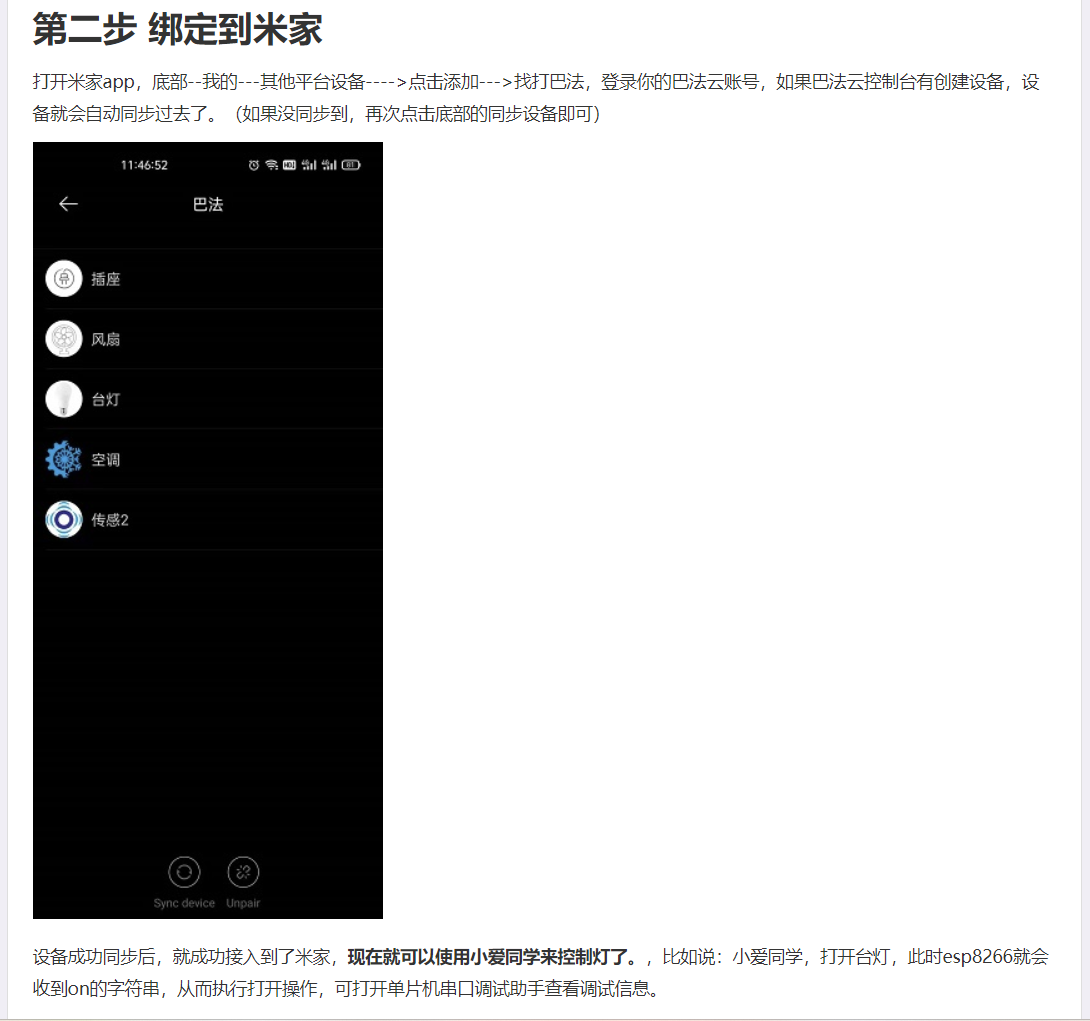 第二步 绑定到米家
打开米家app，底部--我的---其他平台设备---->点击添加--->找打巴法，登录你的巴法云账号，如果巴法云控制台有创建设备，设
备就会自动同步过去了。（如果没同步到，再次点击底部的同步设备即可）
11:46:52
巴法
插座
风扇
台灯
空调
传感2
Sync device Unpair
设备成功同步后，就成功接入到了米家，现在就可以使用小爱同学来控制灯了。，比如说：小爱同学，打开台灯，此时esp8266就会
收到on的字符串，从而执行打开操作，可打开单片机串口调试助手查看调试信息。